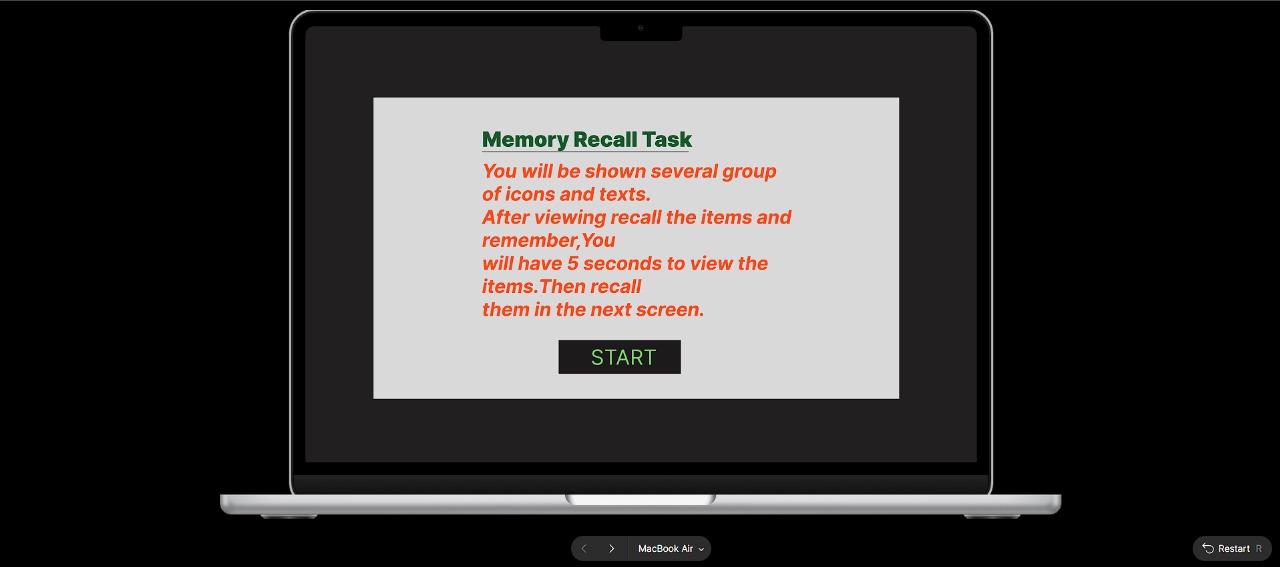 Memory Recall Task
You will be shown several group
of icons and texts.
After viewing recall the items and
remember,You
will have 5 seconds to view the
items.Then recall
them in the next screen.
START
MacBook Air
Restart R